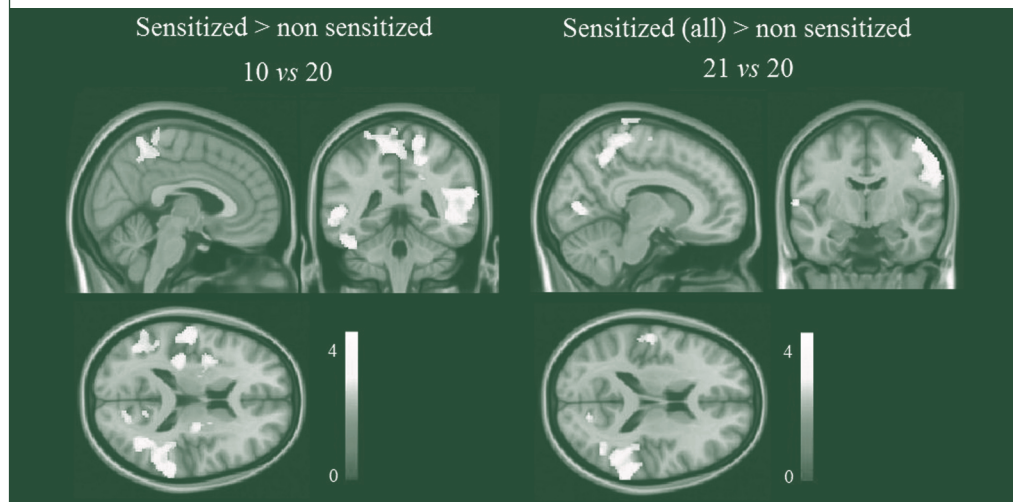 Sensitized > non sensitized
10 vs 20
Sensitized (all) > non sensitized
21 vs 20
4
0
4
0